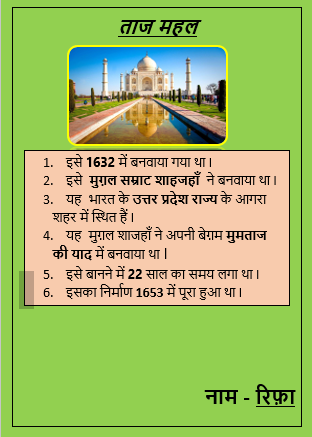 ताज महल
1. इसे 1632 में बनवाया गया था।
2. इसे मुग़ल सम्राट शाहजहाँ ने बनवाया था।
3. यह भारत के उत्तर प्रदेश राज्य के आगरा
शहर में स्थित हैं।
4. यह मुग़ल शाजहाँ ने अपनी बेग़म मुमताज
की याद में बनवाया था।
5. इसे बानने में 22 साल का समय लगा था।
6. इसका निर्माण 1653 में पूरा हुआ था।
नाम - रिफ़ा